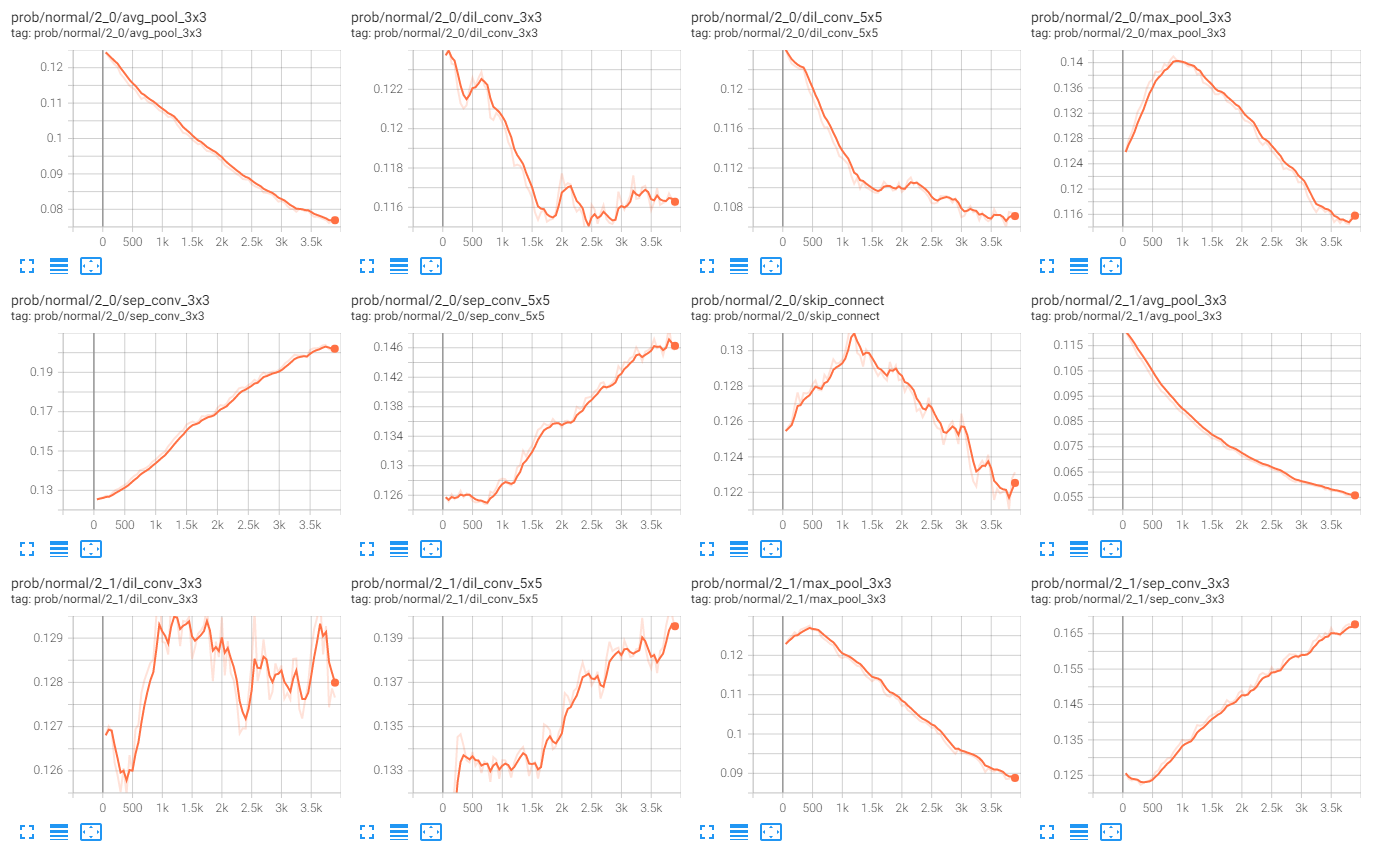 prob/normal/2_0/avg_pool_3x3
tag: prob/normal/2_0/avg_pool_3x3
0.12
0.11
0.1
0.09
0.08
0 500 1k 1.5k 2k 2.5k 3k 3.5k
prob/normal/2_0/dil_conv_3x3
tag: prob/normal/2_0/dil_conv_3x3
0.122
0.12
0.118
0.116
0 500 1k 1.5k 2k 2.5k 3k 3.5k
prob/normal/2_0/dil_conv_5x5
tag: prob/normal/2_0/dil_conv_5x5
0.12
0.116
0.112
0.108
0 500 1k 1.5k 2k 2.5k 3k 3.5k
prob/normal/2_0/max_pool_3x3
tag: prob/normal/2_0/max_pool_3x3
0.14
0.136
0.132
0.128
0.124
0.12
0.116
0 500 1k 1.5k 2k 2.5k 3k 3.5k
prob/normal/2_0/sep_conv_3x3
tag: prob/normal/2_0/sep_conv_3x3
0.19
0.17
0.15
0.13
0 500 1k 1.5k 2k 2.5k 3k 3.5k
prob/normal/2_0/sep_conv_5x5
tag: prob/normal/2_0/sep_conv_5x5
0.146
0.142
0.138
0.134
0.13
0.126
0 500 1k 1.5k 2k 2.5k 3k 3.5k
prob/normal/2_0/skip_connect
tag: prob/normal/2_0/skip_connect
0.13
0.128
0.126
0.124
0.122
0 500 1k 1.5k 2k 2.5k 3k 3.5k
prob/normal/2_1/avg_pool_3x3
tag: prob/normal/2_1/avg_pool_3x3
0.115
0.105
0.095
0.085
0.075
0.065
0.055
0 500 1k 1.5k 2k 2.5k 3k 3.5k
prob/normal/2_1/dil_conv_3x3
tag: prob/normal/2_1/dil_conv_3x3
0.129
0.128
0.127
0.126
0 500 1k 1.5k 2k 2.5k 3k 3.5k
prob/normal/2_1/dil_conv_5x5
tag: prob/normal/2_1/dil_conv_5x5
0.139
0.137
0.135
0.133
0 500 1k 1.5k 2k 2.5k 3k 3.5k
prob/normal/2_1/max_pool_3x3
tag: prob/normal/2_1/max_pool_3x3
0.12
0.11
0.1
0.09
0 500 1k 1.5k 2k 2.5k 3k 3.5k
prob/normal/2_1/sep_conv_3x3
tag: prob/normal/2_1/sep_conv_3x3
0.165
0.155
0.145
0.135
0.125
0 500 1k 1.5k 2k 2.5k 3k 3.5k